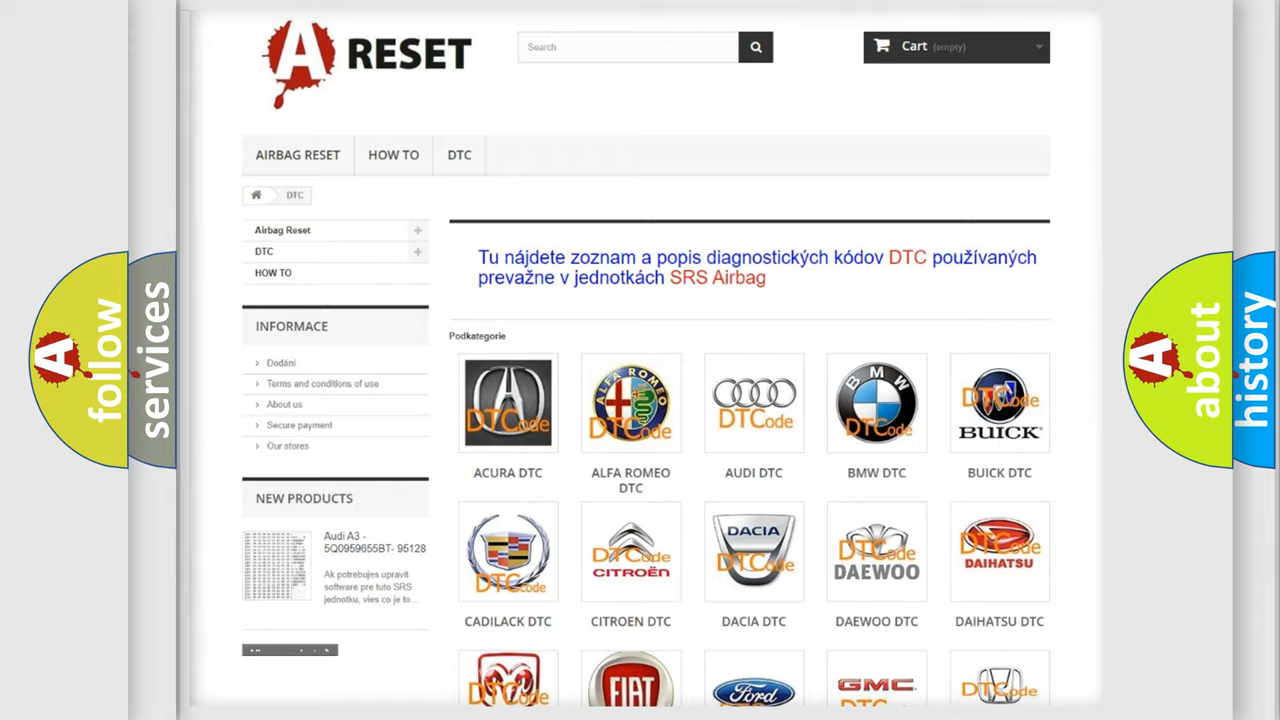 A RESET
Search
Cart (empty)
AIRBAG RESET
HOW TO
DTC
DTC
Airbag Reset
DTC
HOW TO
INFORMACE
Dodání
Terms and conditions of use
About us
Secure payment
Our stores
NEW PRODUCTS
Audi A3 -
5Q0959655BT- 95128
Ak potrebujes upravit
software pre tuto SRS
jednotku, vies co je to...
Tu nájdete zoznam a popis diagnostických kódov DTC používaných
prevažne v jednotkách SRS Airbag
Podkategorie
DTCode
ALFA ROMEO
DTCode
DTCode
BMW
DTCode
DTCode
BUICK
ACURA DTC
ALFA ROMEO
DTC
AUDI DTC
BMW DTC
BUICK DTC
DTCode
DTCode
CITROËN
DACIA
DTCode
DTCode
DAEWOO
DTCode
DAIHATSU
CADILACK DTC
CITROEN DTC
DACIA DTC
DAEWOO DTC
DAIHATSU DTC
DTCode
FIAT
Ford
GMC
DTCode
A follow
services
A about
history